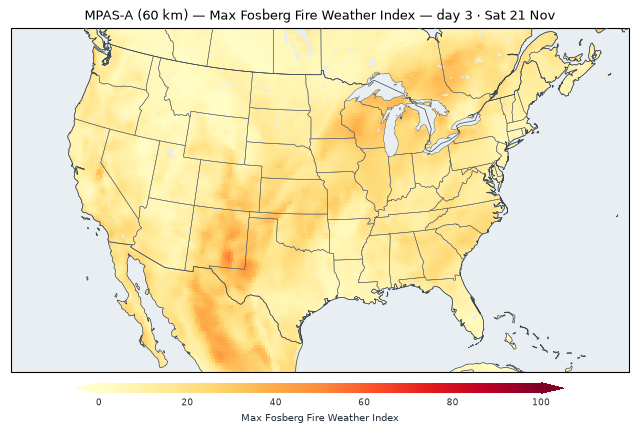 MPAS-A (60 km) — Max Fosberg Fire Weather Index — day 3 · Sat 21 Nov
0 20 40 60 80 100
Max Fosberg Fire Weather Index